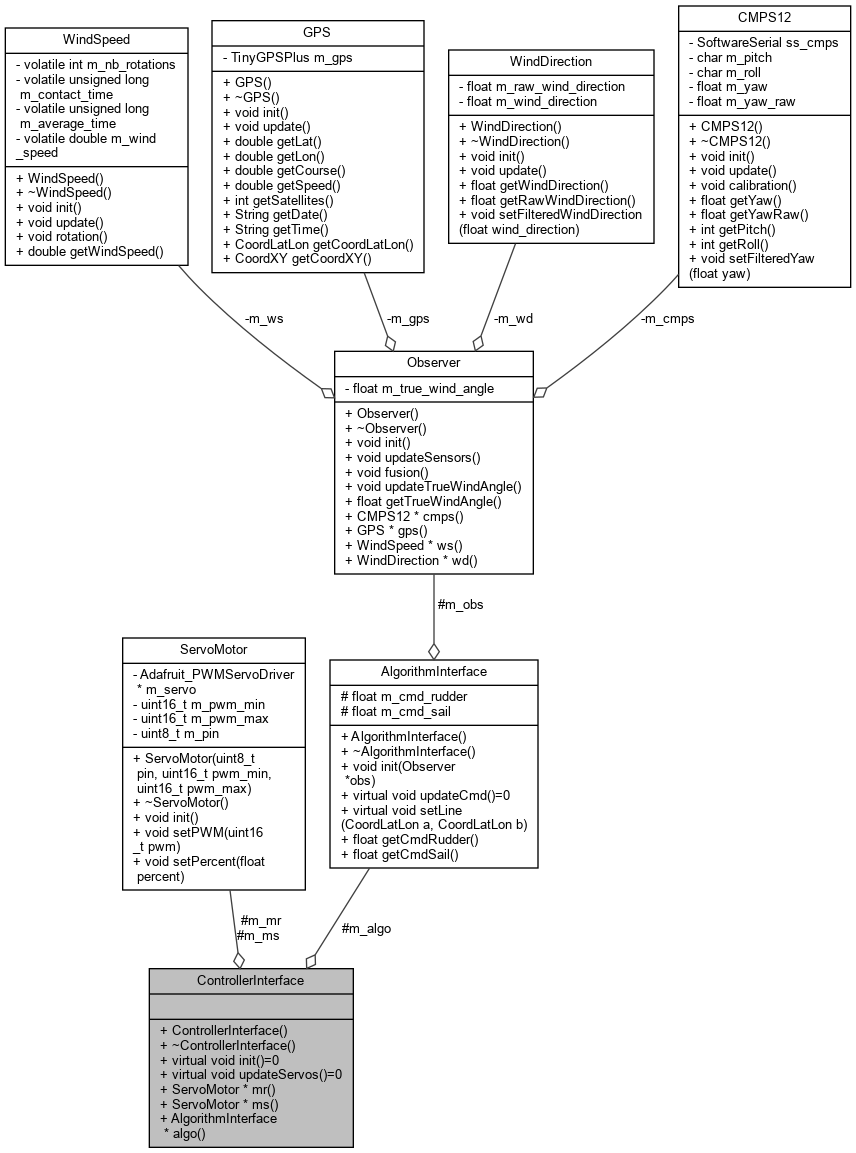 WindSpeed
- volatile int m_nb_rotations
- volatile unsigned long
m_contact_time
- volatile unsigned long
m_average_time
- volatile double m_wind
_speed
+ WindSpeed()
+ ~WindSpeed()
+ void init()
+ void update()
+ void rotation()
+ double getWindSpeed()
GPS
- TinyGPSPlus m_gps
+ GPS()
+ ~GPS()
+ void init()
+ void update()
+ double getLat()
+ double getLon()
+ double getCourse()
+ double getSpeed()
+ int getSatellites()
+ String getDate()
+ String getTime()
+ CoordLatLon getCoordLatLon()
+ CoordXY getCoordXY()
WindDirection
- float m_raw_wind_direction
- float m_wind_direction
+ WindDirection()
+ ~WindDirection()
+ void init()
+ void update()
+ float getWindDirection()
+ float getRawWindDirection()
+ void setFilteredWindDirection
(float wind_direction)
CMPS12
- SoftwareSerial ss_cmps
- char m_pitch
- char m_roll
- float m_yaw
- float m_yaw_raw
+ CMPS12()
+ ~CMPS12()
+ void init()
+ void update()
+ void calibration()
+ float getYaw()
+ float getYawRaw()
+ int getPitch()
+ int getRoll()
+ void setFilteredYaw
(float yaw)
-m_ws
-m_gps
-m_wd
-m_cmps
Observer
- float m_true_wind_angle
+ Observer()
+ ~Observer()
+ void init()
+ void updateSensors()
+ void fusion()
+ void updateTrueWindAngle()
+ float getTrueWindAngle()
+ CMPS12 * cmps()
+ GPS * gps()
+ WindSpeed * ws()
+ WindDirection * wd()
#m_obs
ServoMotor
- Adafruit_PWMServoDriver
* m_servo
- uint16_t m_pwm_min
- uint16_t m_pwm_max
- uint8_t m_pin
+ ServoMotor(uint8_t
pin, uint16_t pwm_min,
uint16_t pwm_max)
+ ~ServoMotor()
+ void init()
+ void setPWM(uint16
_t pwm)
+ void setPercent(float
percent)
AlgorithmInterface
# float m_cmd_rudder
# float m_cmd_sail
+ AlgorithmInterface()
+ ~AlgorithmInterface()
+ void init(Observer
*obs)
+ virtual void updateCmd()=0
+ virtual void setLine
(CoordLatLon a, CoordLatLon b)
+ float getCmdRudder()
+ float getCmdSail()
#m_mr
#m_ms
#m_algo
ControllerInterface
+ ControllerInterface()
+ ~ControllerInterface()
+ virtual void init()=0
+ virtual void updateServos()=0
+ ServoMotor * mr()
+ ServoMotor * ms()
+ AlgorithmInterface
* algo()